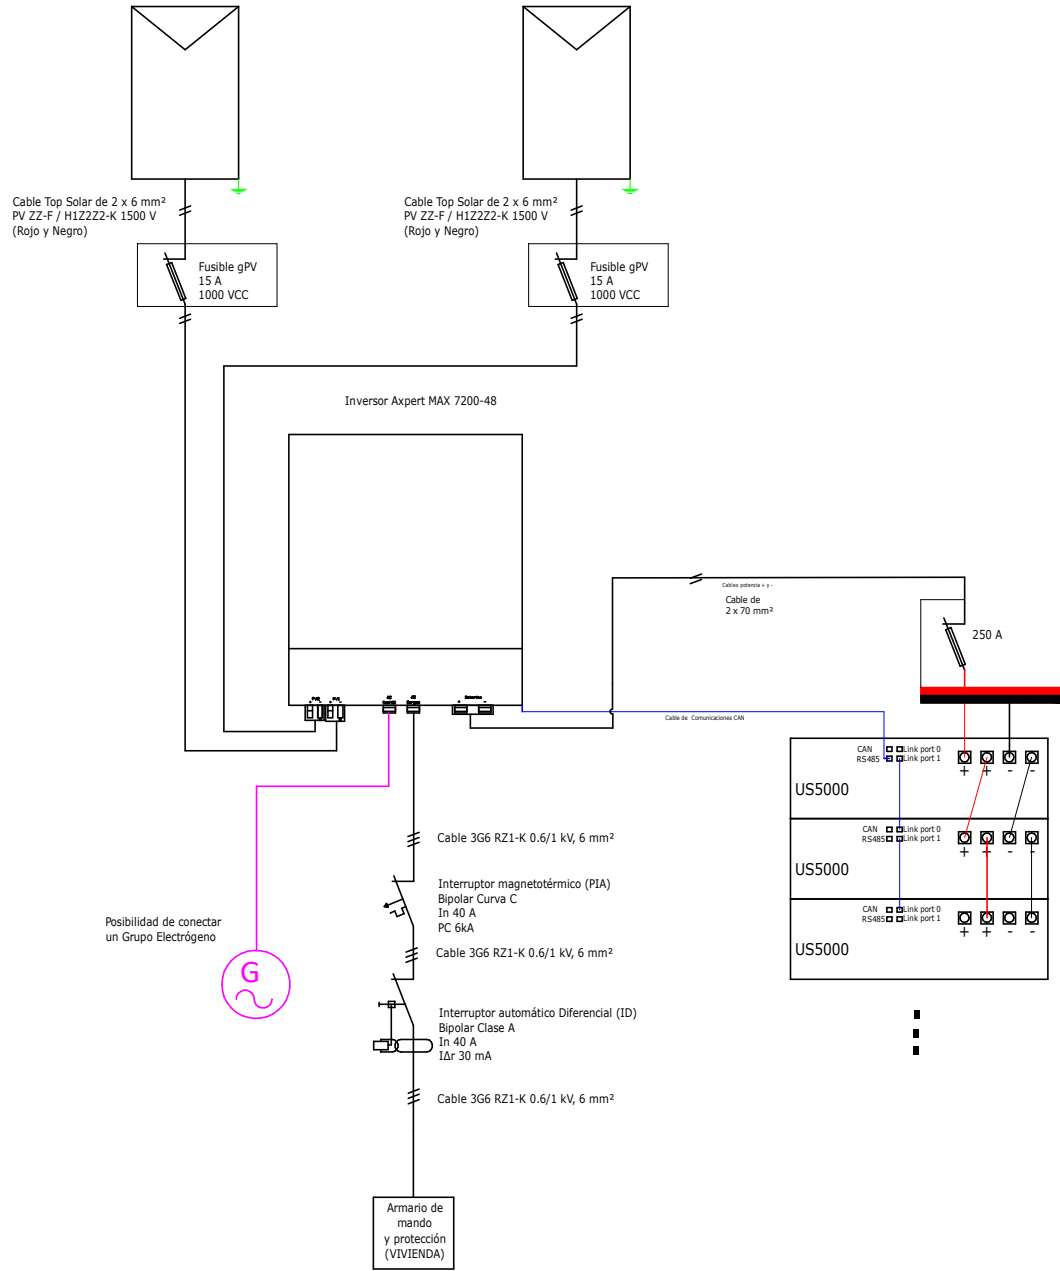 Cable Top Solar de 2 x 6 mm²
PV ZZ-F / H1Z2Z2-K 1500 V
(Rojo y Negro)
Cable Top Solar de 2 x 6 mm²
PV ZZ-F / H1Z2Z2-K 1500 V
(Rojo y Negro)
Fusible gPV
15 A
1000 VCC
Fusible gPV
15 A
1000 VCC
Inversor Axpert MAX 7200-48
Cables potencia + y -
Cable de
2 x 70 mm²
250 A
PV2
+ -
PV1
+ -
AC
AC
+ -
Cable de Comunicaciones CAN
CAN
Link port 0
RS485
Link port 1
+ + - -
US5000
CAN
Link port 0
RS485
Link port 1
+ + - -
US5000
CAN
Link port 0
RS485
Link port 1
+ + - -
US5000
Cable 3G6 RZ1-K 0.6/1 kV, 6 mm²
Interruptor magnetotérmico (PIA)
Bipolar Curva C
In 40 A
PC 6kA
Posibilidad de conectar
un Grupo Electrógeno
G
Cable 3G6 RZ1-K 0.6/1 kV, 6 mm²
Interruptor automático Diferencial (ID)
Bipolar Clase A
In 40 A
IΔr 30 mA
Cable 3G6 RZ1-K 0.6/1 kV, 6 mm²
Armario de
mando
y protección
(VIVIENDA)